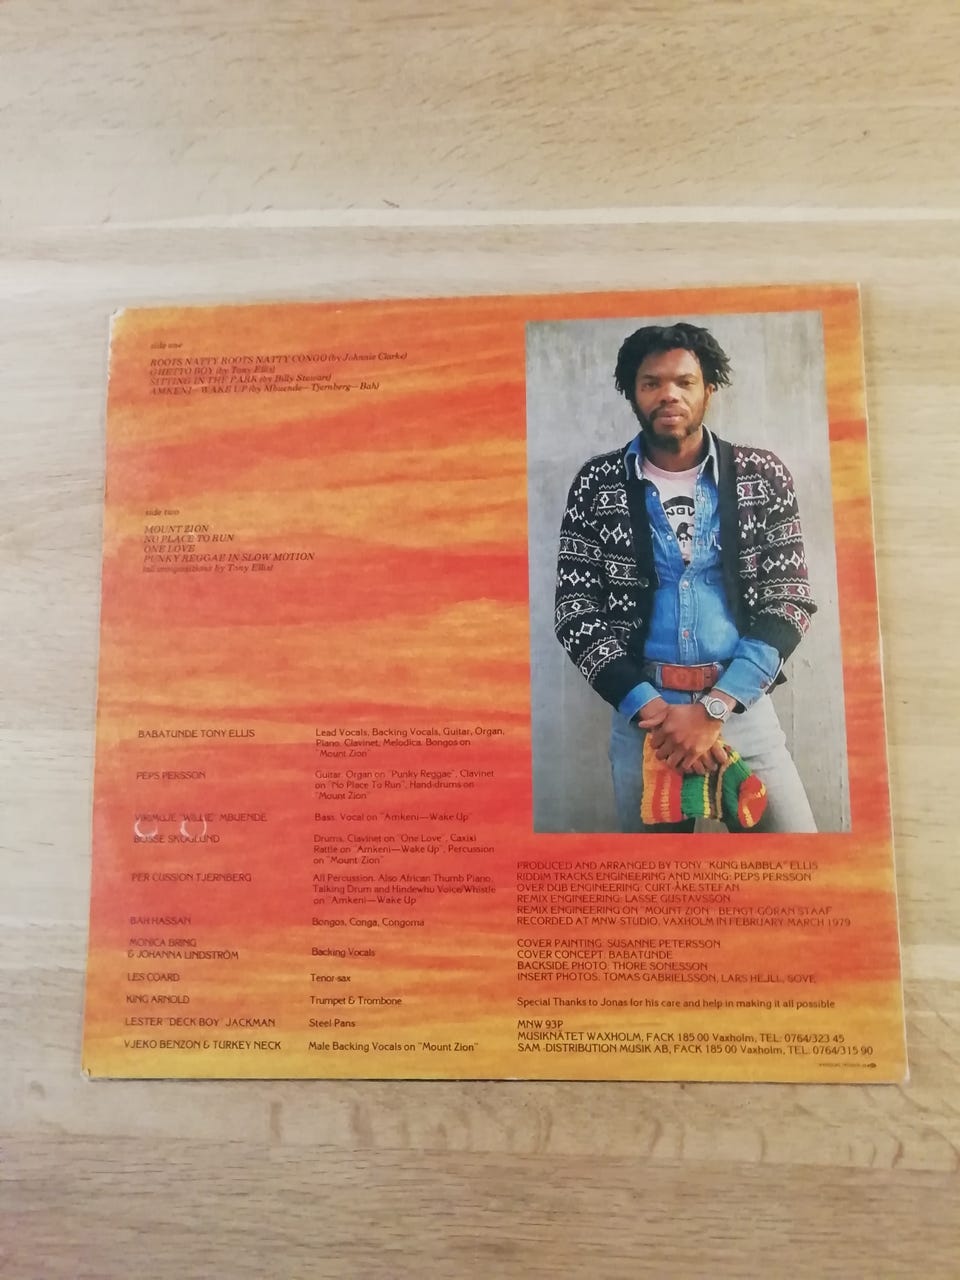 side one
ROOTS NATTY ROOTS NATTY CONGO (by Johnnie Clarke)
GHETTO BOY (by Tony Ellis)
SITTING IN THE PARK (by Billy Steward)
AMKENI—WAKE UP (by Mbuende—Tjernberg—Bah)
side two
MOUNT ZION
NO PLACE TO RUN
ONE LOVE
PUNKY REGGAE IN SLOW MOTION
(all compositions by Tony Ellis)
BABATUNDE TONY ELLIS
Lead Vocals, Backing Vocals, Guitar, Organ,
Piano, Clavinet, Melodica, Bongos on
"Mount Zion"
PEPS PERSSON
Guitar, Organ on "Punky Reggae", Clavinet
on "No Place To Run", Hand-drums on
"Mount Zion"
"WILLIE" MBUENDE
Bass, Vocal on "Amkeni—Wake Up"
BOSSE SKOGLUND
Drums, Clavinet on "One Love", Caxixi
Rattle on "Amkeni—Wake Up", Percussion
on "Mount Zion"
PER CUSSION TJERNBERG
All Percussion. Also African Thumb Piano,
Talking Drum and Hindewhu Voice/Whistle
on "Amkeni—Wake Up
BAH HASSAN
Bongos, Conga, Congoma
MONICA BRING
& JOHANNA LINDSTRÖM
Backing Vocals
LES COARD
Tenor-sax
KING ARNOLD
Trumpet & Trombone
LESTER "DECK BOY" JACKMAN
Steel Pans
VJEKO BENZON & TURKEY NECK
Male Backing Vocals on "Mount Zion"
PRODUCED AND ARRANGED BY TONY "KUNG BABBLA" ELLIS
RIDDIM TRACKS ENGINEERING AND MIXING: PEPS PERSSON
OVER DUB ENGINEERING: CURT-ÅKE STEFAN
REMIX ENGINEERING: LASSE GUSTAVSSON
REMIX ENGINEERING ON "MOUNT ZION": BENGT-GÖRAN STAAF
RECORDED AT MNW-STUDIO, VAXHOLM IN FEBRUARY, MARCH 1979
COVER PAINTING: SUSANNE PETERSSON
COVER CONCEPT: BABATUNDE
BACKSIDE PHOTO: THORE SONESSON
INSERT PHOTOS: TOMAS GABRIELSSON, LARS HEJLL, SOVE,
Special Thanks to Jonas for his care and help in making it all possible
MNW 93P
MUSIKNÄTET WAXHOLM, FACK 185 00 Vaxholm, TEL: 0764/323 45
SAM-DISTRIBUTION MUSIK AB, FACK 185 00 Vaxholm, TEL: 0764/315 90